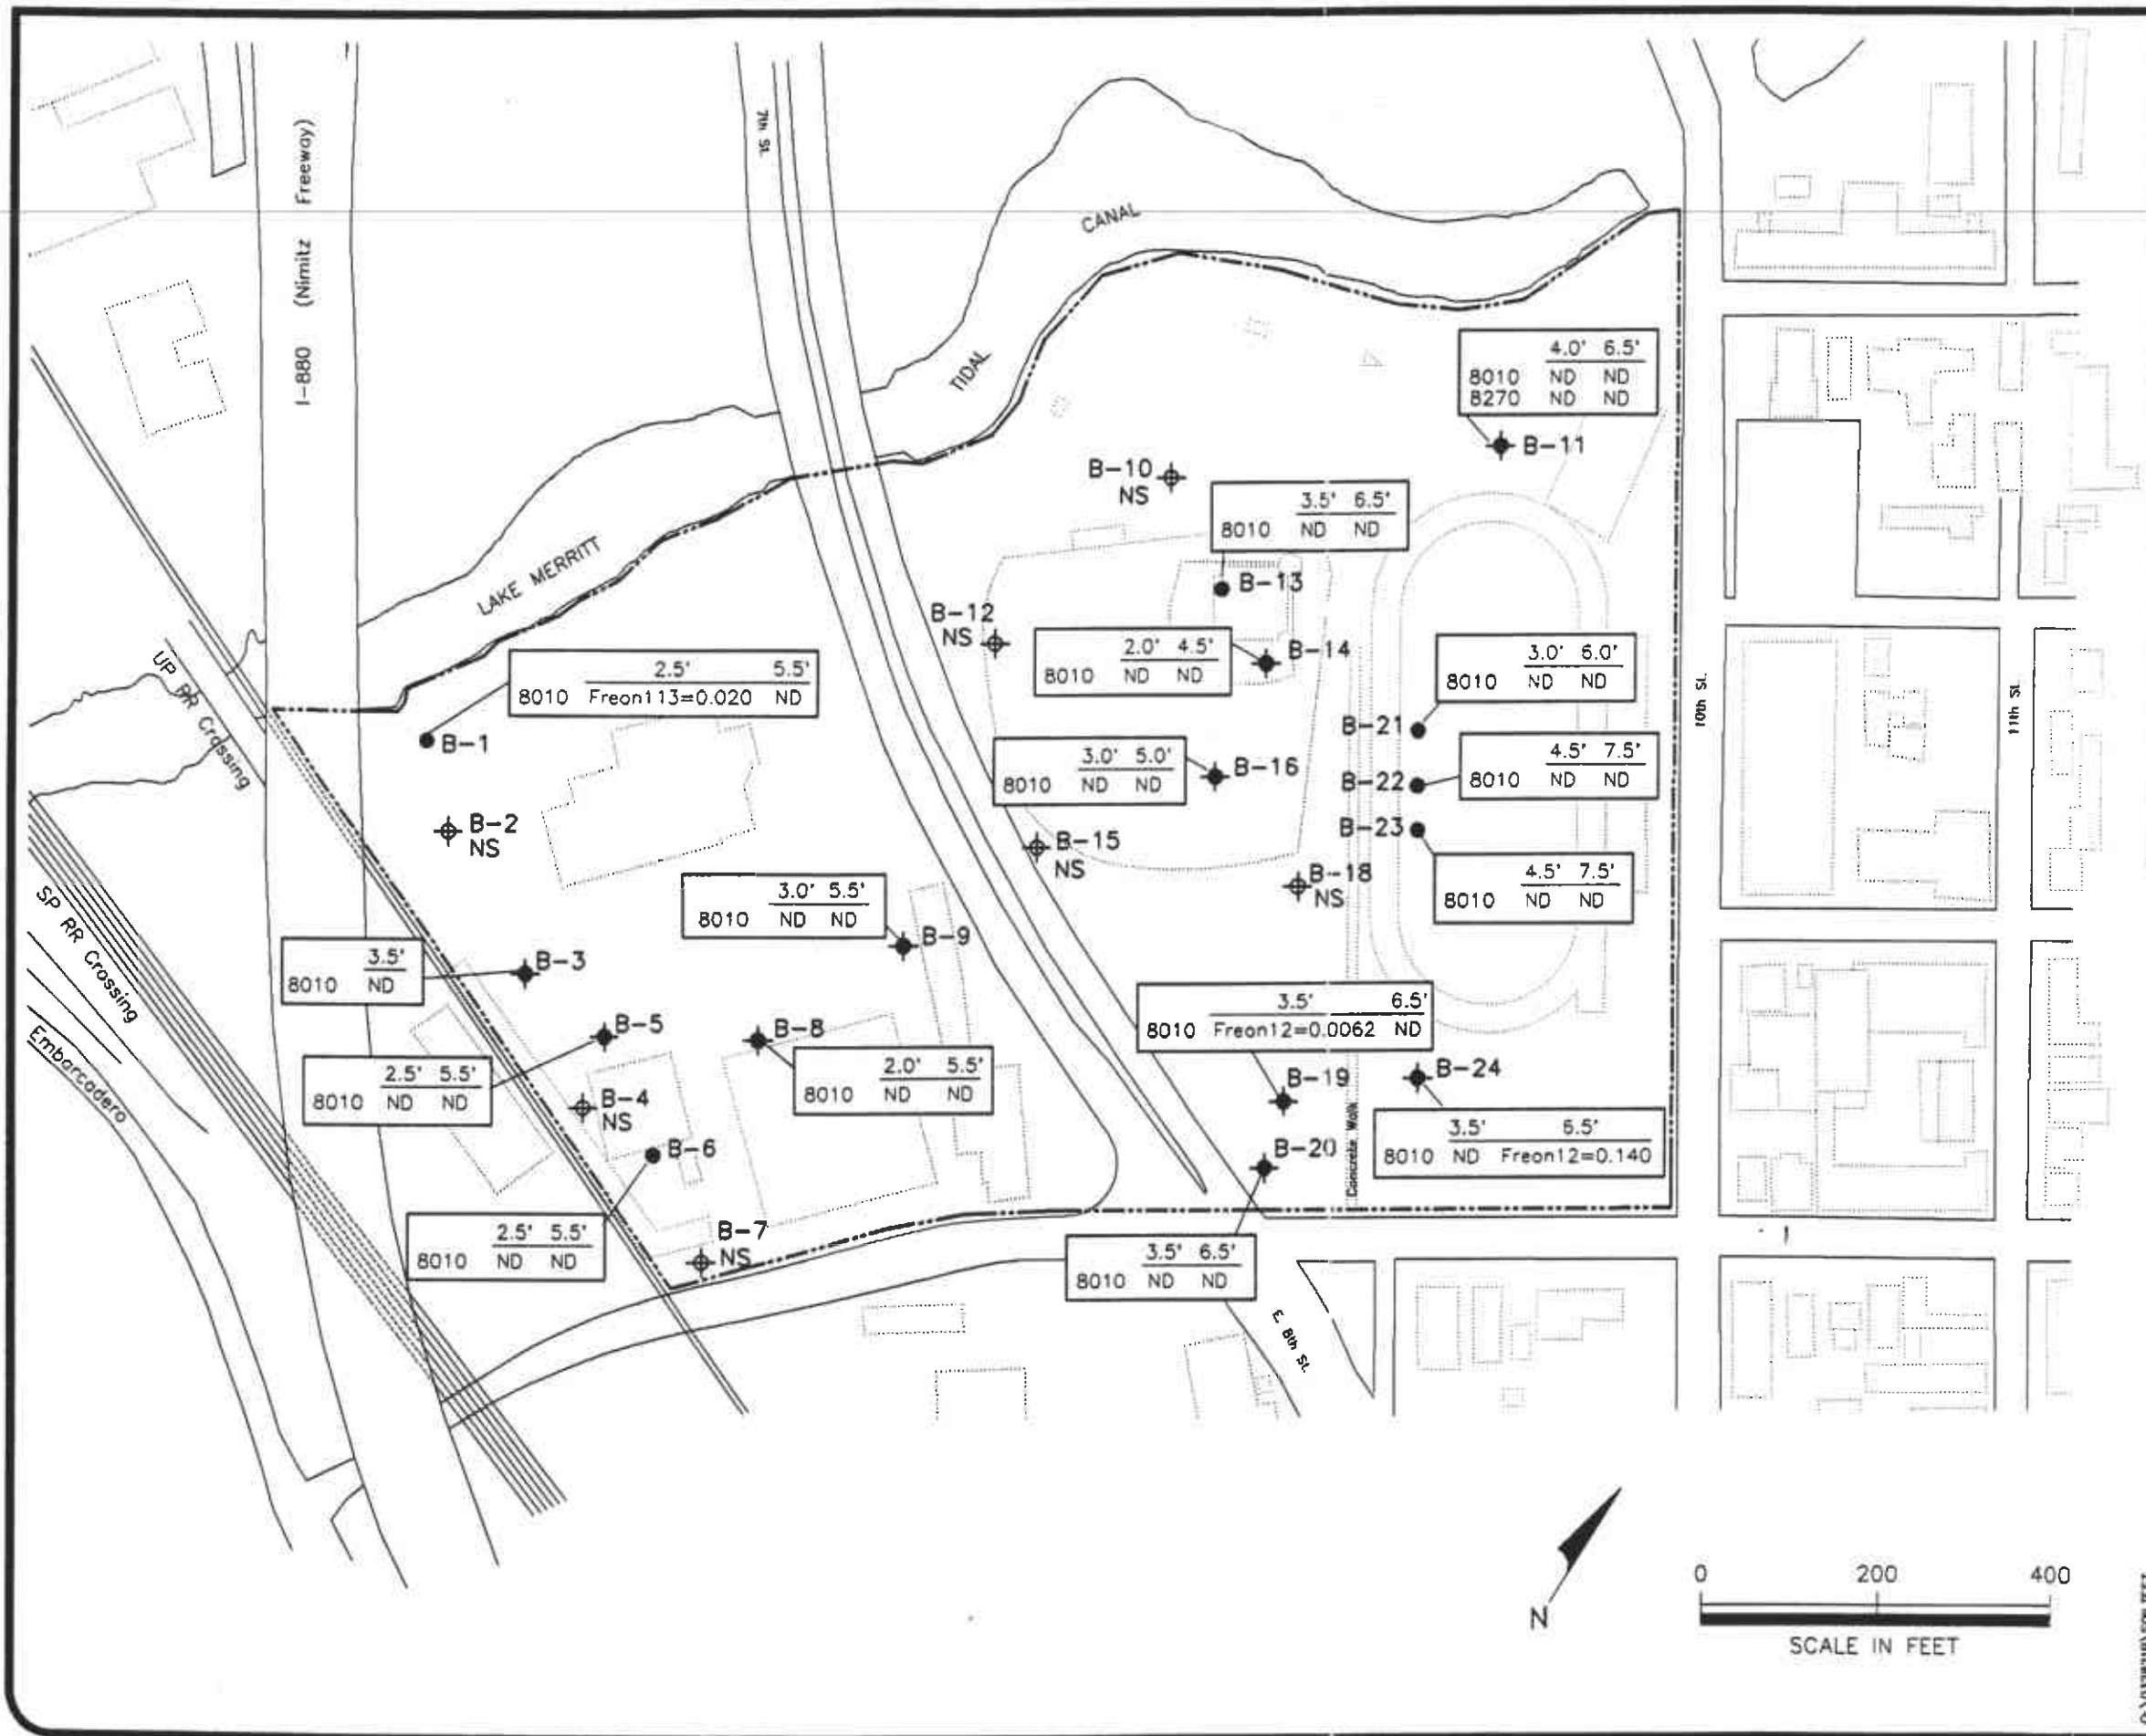 I-880 (Nimitz Freeway)
7th St.
CANAL
TIDAL
LAKE MERRITT
UP RR Crossing
SP RR Crossing
Embarcadero
10th St.
11th St.
E. 8th St.
Concrete Walk
4.0' 6.5'
8010 ND ND
8270 ND ND
B-11
B-10
NS
3.5' 6.5'
8010 ND ND
B-13
B-12
NS
2.0' 4.5'
8010 ND ND
B-14
3.0' 6.0'
8010 ND ND
B-21
2.5' 5.5'
8010 Freon113=0.020 ND
B-1
3.0' 5.0'
8010 ND ND
B-16
4.5' 7.5'
8010 ND ND
B-22
B-23
4.5' 7.5'
8010 ND ND
B-2
NS
B-15
NS
B-18
NS
3.0' 5.5'
8010 ND ND
B-9
3.5'
8010 ND
B-3
B-5
2.5' 5.5'
8010 ND ND
B-8
2.0' 5.5'
8010 ND ND
3.5' 6.5'
8010 Freon12=0.0062 ND
B-19
B-24
3.5' 6.5'
8010 ND Freon12=0.140
B-4
NS
B-6
2.5' 5.5'
8010 ND ND
B-20
3.5' 6.5'
8010 ND ND
B-7
NS
N
0 200 400
SCALE IN FEET